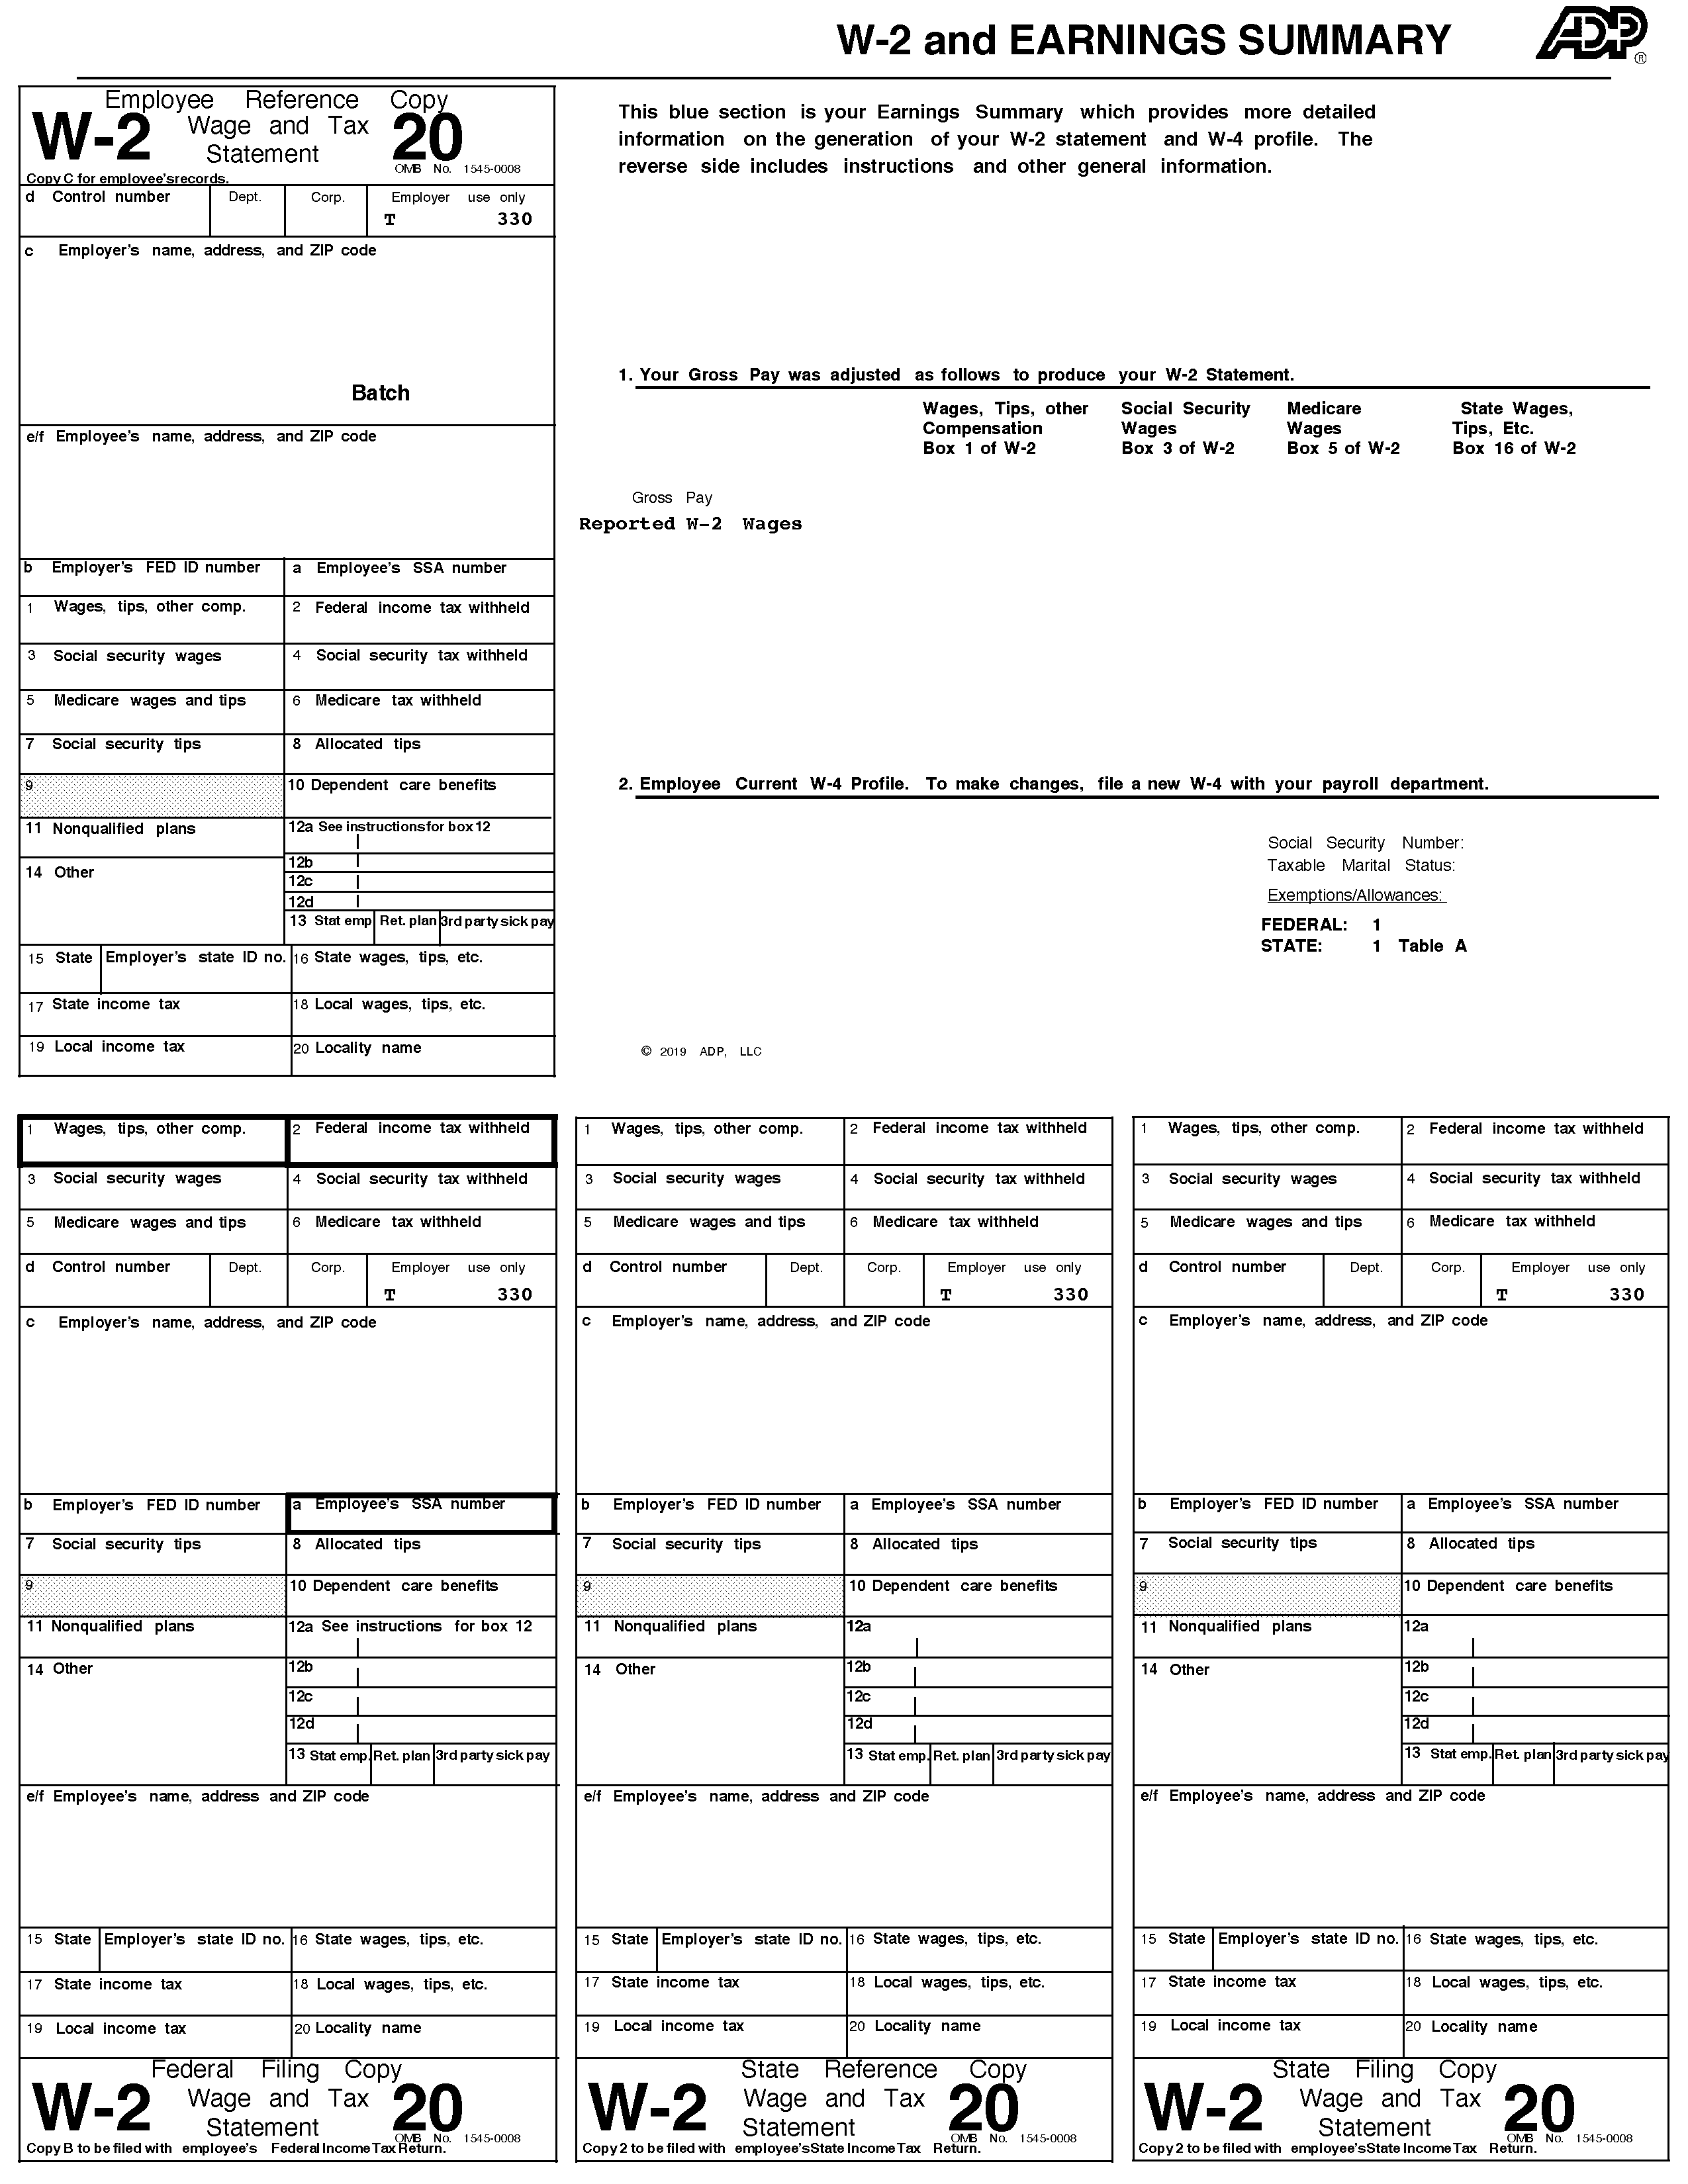 W-2 and EARNINGS SUMMARY
ADP ®
Employee Reference Copy
W-2 Wage and Tax Statement 20
OMB No. 1545-0008
Copy C for employee'srecords.
d Control number Dept. Corp. Employer use only
T 330
c Employer's name, address, and ZIP code
Batch
e/f Employee's name, address, and ZIP code
b Employer's FED ID number a Employee's SSA number
1 Wages, tips, other comp. 2 Federal income tax withheld
3 Social security wages 4 Social security tax withheld
5 Medicare wages and tips 6 Medicare tax withheld
7 Social security tips 8 Allocated tips
9 10 Dependent care benefits
11 Nonqualified plans 12a See instructions for box 12
14 Other 12b
12c
12d
13 Stat emp Ret. plan 3rd party sick pay
15 State Employer's state ID no. 16 State wages, tips, etc.
17 State income tax 18 Local wages, tips, etc.
19 Local income tax 20 Locality name
This blue section is your Earnings Summary which provides more detailed
information on the generation of your W-2 statement and W-4 profile. The
reverse side includes instructions and other general information.
1. Your Gross Pay was adjusted as follows to produce your W-2 Statement.
Wages, Tips, other Social Security Medicare State Wages,
Compensation Wages Wages Tips, Etc.
Box 1 of W-2 Box 3 of W-2 Box 5 of W-2 Box 16 of W-2
Gross Pay
Reported W-2 Wages
2. Employee Current W-4 Profile. To make changes, file a new W-4 with your payroll department.
Social Security Number:
Taxable Marital Status:
Exemptions/Allowances:
FEDERAL: 1
STATE: 1 Table A
© 2019 ADP, LLC
1 Wages, tips, other comp. 2 Federal income tax withheld
3 Social security wages 4 Social security tax withheld
5 Medicare wages and tips 6 Medicare tax withheld
d Control number Dept. Corp. Employer use only
T 330
c Employer's name, address, and ZIP code
b Employer's FED ID number a Employee's SSA number
7 Social security tips 8 Allocated tips
9 10 Dependent care benefits
11 Nonqualified plans 12a See instructions for box 12
14 Other 12b
12c
12d
13 Stat emp. Ret. plan 3rd party sick pay
e/f Employee's name, address and ZIP code
15 State Employer's state ID no. 16 State wages, tips, etc.
17 State income tax 18 Local wages, tips, etc.
19 Local income tax 20 Locality name
Federal Filing Copy
W-2 Wage and Tax Statement 20
OMB No. 1545-0008
Copy B to be filed with employee's Federal Income Tax Return.
1 Wages, tips, other comp. 2 Federal income tax withheld
3 Social security wages 4 Social security tax withheld
5 Medicare wages and tips 6 Medicare tax withheld
d Control number Dept. Corp. Employer use only
T 330
c Employer's name, address, and ZIP code
b Employer's FED ID number a Employee's SSA number
7 Social security tips 8 Allocated tips
9 10 Dependent care benefits
11 Nonqualified plans 12a
14 Other 12b
12c
12d
13 Stat emp. Ret. plan 3rd party sick pay
e/f Employee's name, address and ZIP code
15 State Employer's state ID no. 16 State wages, tips, etc.
17 State income tax 18 Local wages, tips, etc.
19 Local income tax 20 Locality name
State Reference Copy
W-2 Wage and Tax Statement 20
OMB No. 1545-0008
Copy 2 to be filed with employee'sState Income Tax Return.
1 Wages, tips, other comp. 2 Federal income tax withheld
3 Social security wages 4 Social security tax withheld
5 Medicare wages and tips 6 Medicare tax withheld
d Control number Dept. Corp. Employer use only
T 330
c Employer's name, address, and ZIP code
b Employer's FED ID number a Employee's SSA number
7 Social security tips 8 Allocated tips
9 10 Dependent care benefits
11 Nonqualified plans 12a
14 Other 12b
12c
12d
13 Stat emp. Ret. plan 3rd party sick pay
e/f Employee's name, address and ZIP code
15 State Employer's state ID no. 16 State wages, tips, etc.
17 State income tax 18 Local wages, tips, etc.
19 Local income tax 20 Locality name
State Filing Copy
W-2 Wage and Tax Statement 20
OMB No. 1545-0008
Copy 2 to be filed with employee'sState Income Tax Return.